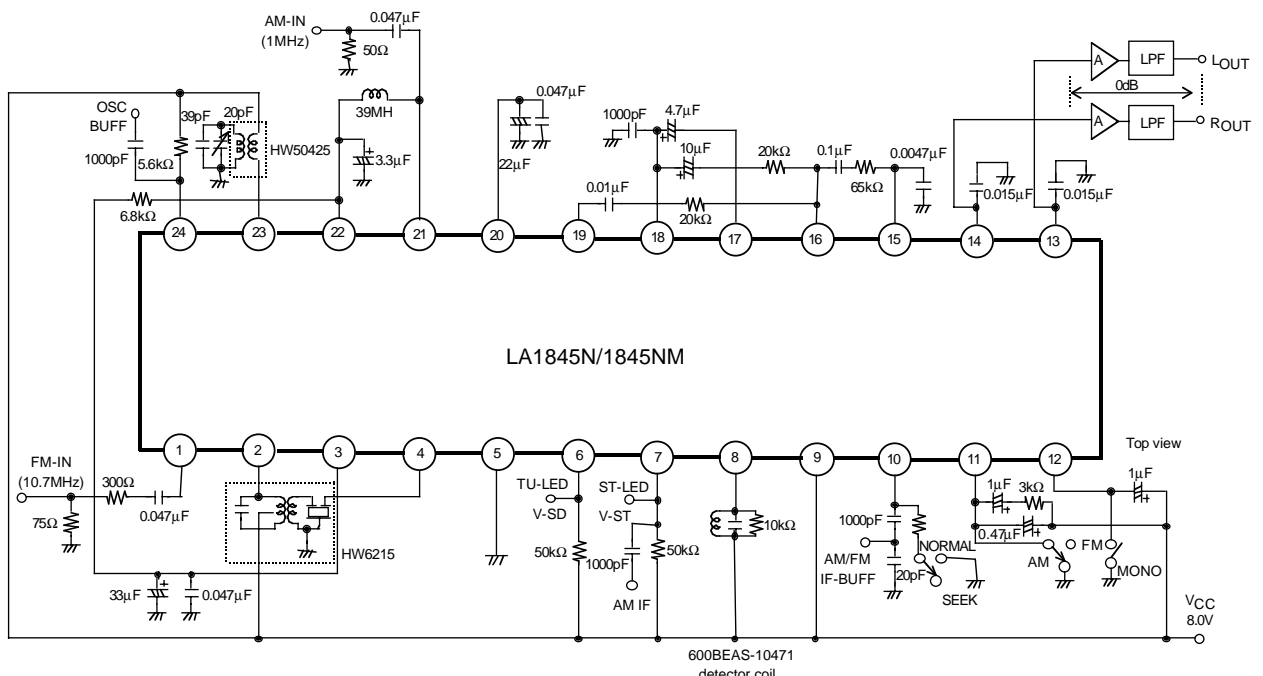 AM-IN
(1MHz)
0.047μF
50Ω
39MH
3.3μF
OSC
BUFF
1000pF
39pF
20pF
5.6kΩ
HW50425
6.8kΩ
0.047μF
22μF
1000pF
4.7μF
10μF
20kΩ
0.1μF
65kΩ
0.0047μF
0.01μF
20kΩ
A
LPF
LOUT
0dB
A
LPF
ROUT
0.015μF
0.015μF
24
23
22
21
20
19
18
17
16
15
14
13
LA1845N/1845NM
1
2
3
4
5
6
7
8
9
10
11
12
Top view
FM-IN
(10.7MHz)
300Ω
0.047μF
75Ω
HW6215
33μF
0.047μF
TU-LED
V-SD
50kΩ
ST-LED
V-ST
1000pF
50kΩ
AM IF
10kΩ
1000pF
AM/FM
IF-BUFF
20pF
NORMAL
SEEK
1μF
3kΩ
0.47μF
AM
FM
MONO
1μF
VCC
8.0V
600BEAS-10471
detector coil